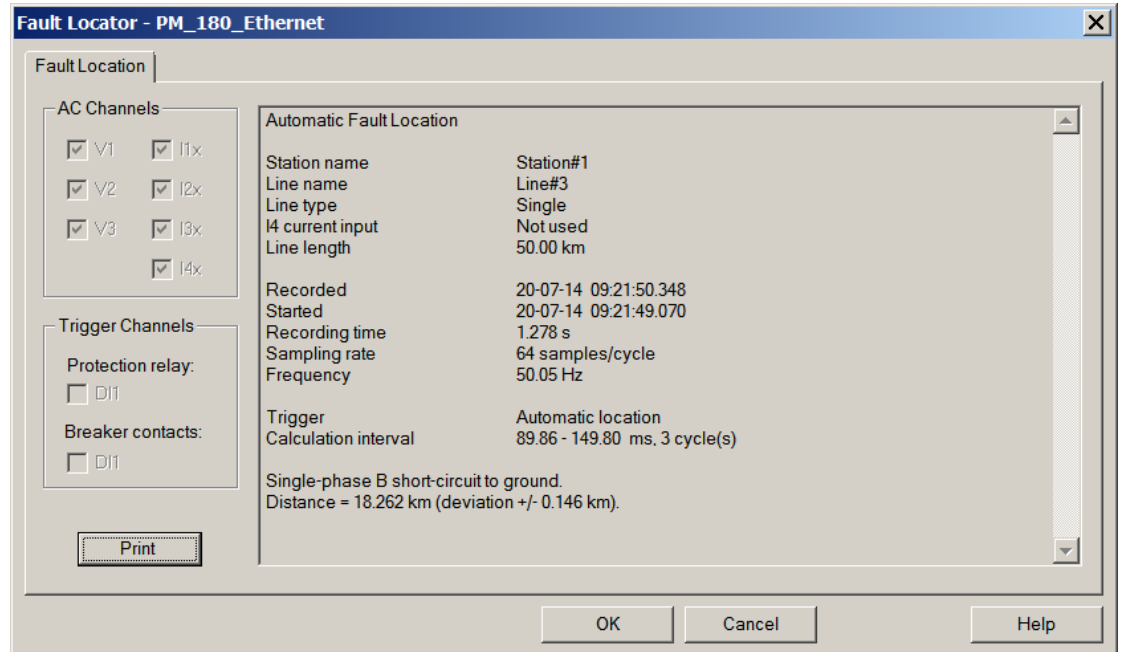 Fault Locator - PM_180_Ethernet
Fault Location
AC Channels
V1 I1x
V2 I2x
V3 I3x
I4x
Trigger Channels
Protection relay:
DI1
Breaker contacts:
DI1
Print
Automatic Fault Location
Station name Station#1
Line name Line#3
Line type Single
I4 current input Not used
Line length 50.00 km
Recorded 20-07-14 09:21:50.348
Started 20-07-14 09:21:49.070
Recording time 1.278 s
Sampling rate 64 samples/cycle
Frequency 50.05 Hz
Trigger Automatic location
Calculation interval 89.86 - 149.80 ms, 3 cycle(s)
Single-phase B short-circuit to ground.
Distance = 18.262 km (deviation +/- 0.146 km).
OK Cancel Help